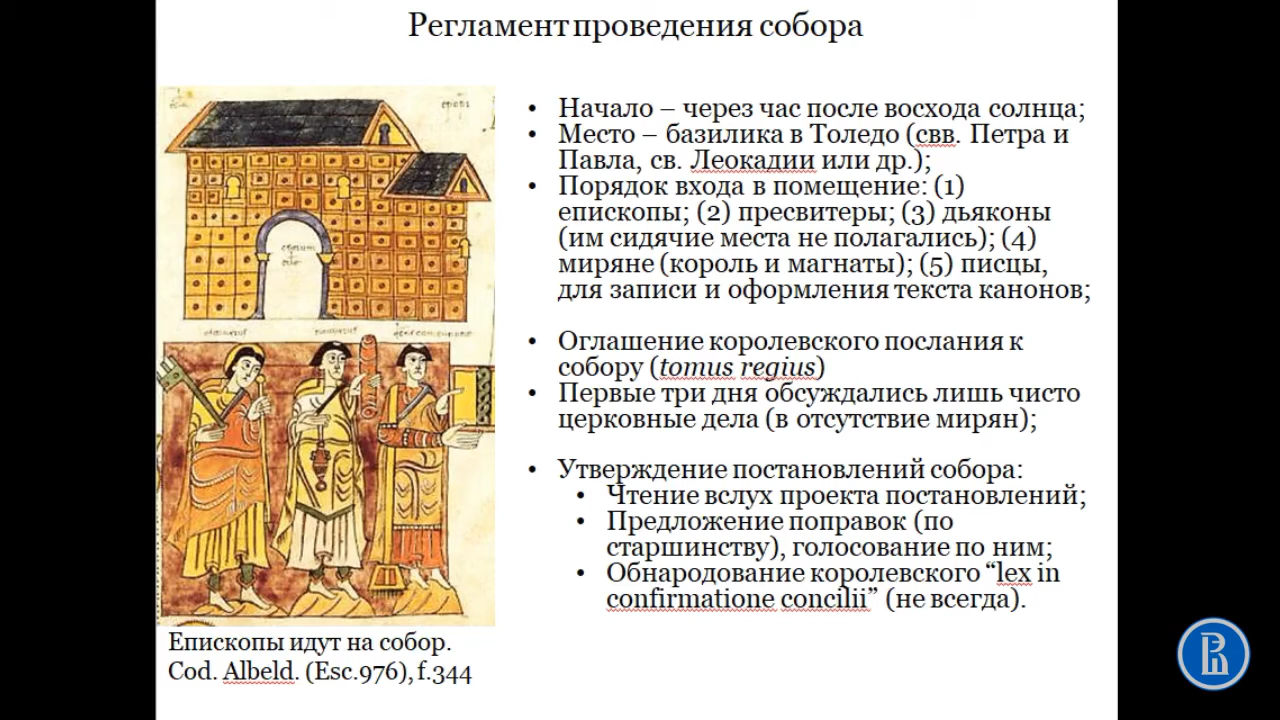 Регламент проведения собора
• Начало – через час после восхода солнца;
• Место – базилика в Толедо (свв. Петра и
Павла, св. Леокадии или др.);
• Порядок входа в помещение: (1)
епископы; (2) пресвитеры; (3) дьяконы
(им сидячие места не полагались); (4)
миряне (король и магнаты); (5) писцы,
для записи и оформления текста канонов;
• Оглашение королевского послания к
собору (tomus regius)
• Первые три дня обсуждались лишь чисто
церковные дела (в отсутствие мирян);
• Утверждение постановлений собора:
• Чтение вслух проекта постановлений;
• Предложение поправок (по
старшинству), голосование по ним;
• Обнародование королевского “lex in
confirmatione concilii” (не всегда).
Епископы идут на собор.
Cod. Albeld. (Esc.976), f.344